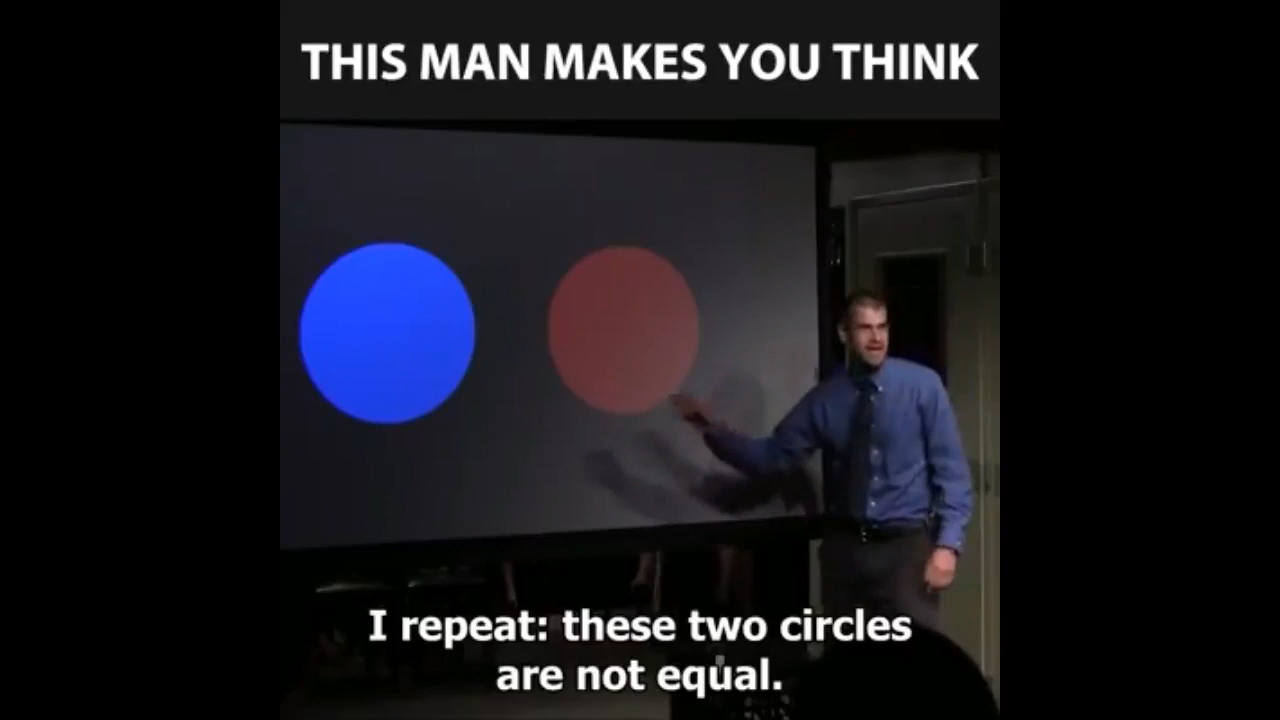 THIS MAN MAKES YOU THINK
I repeat: these two circles
are not equal.